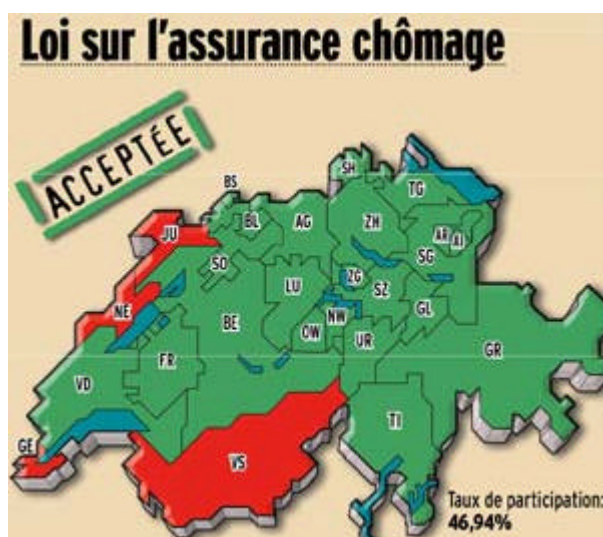 Loi sur l'assurance chômage
ACCEPTÉE
SH
BS
TG
BL
AG
ZH
JU
AR
AI
SO
SG
ZG
LU
SZ
NÉ
BE
NW
GL
OW
UR
FR
GR
VD
TI
GE
VS
Taux de participation:
46,94%